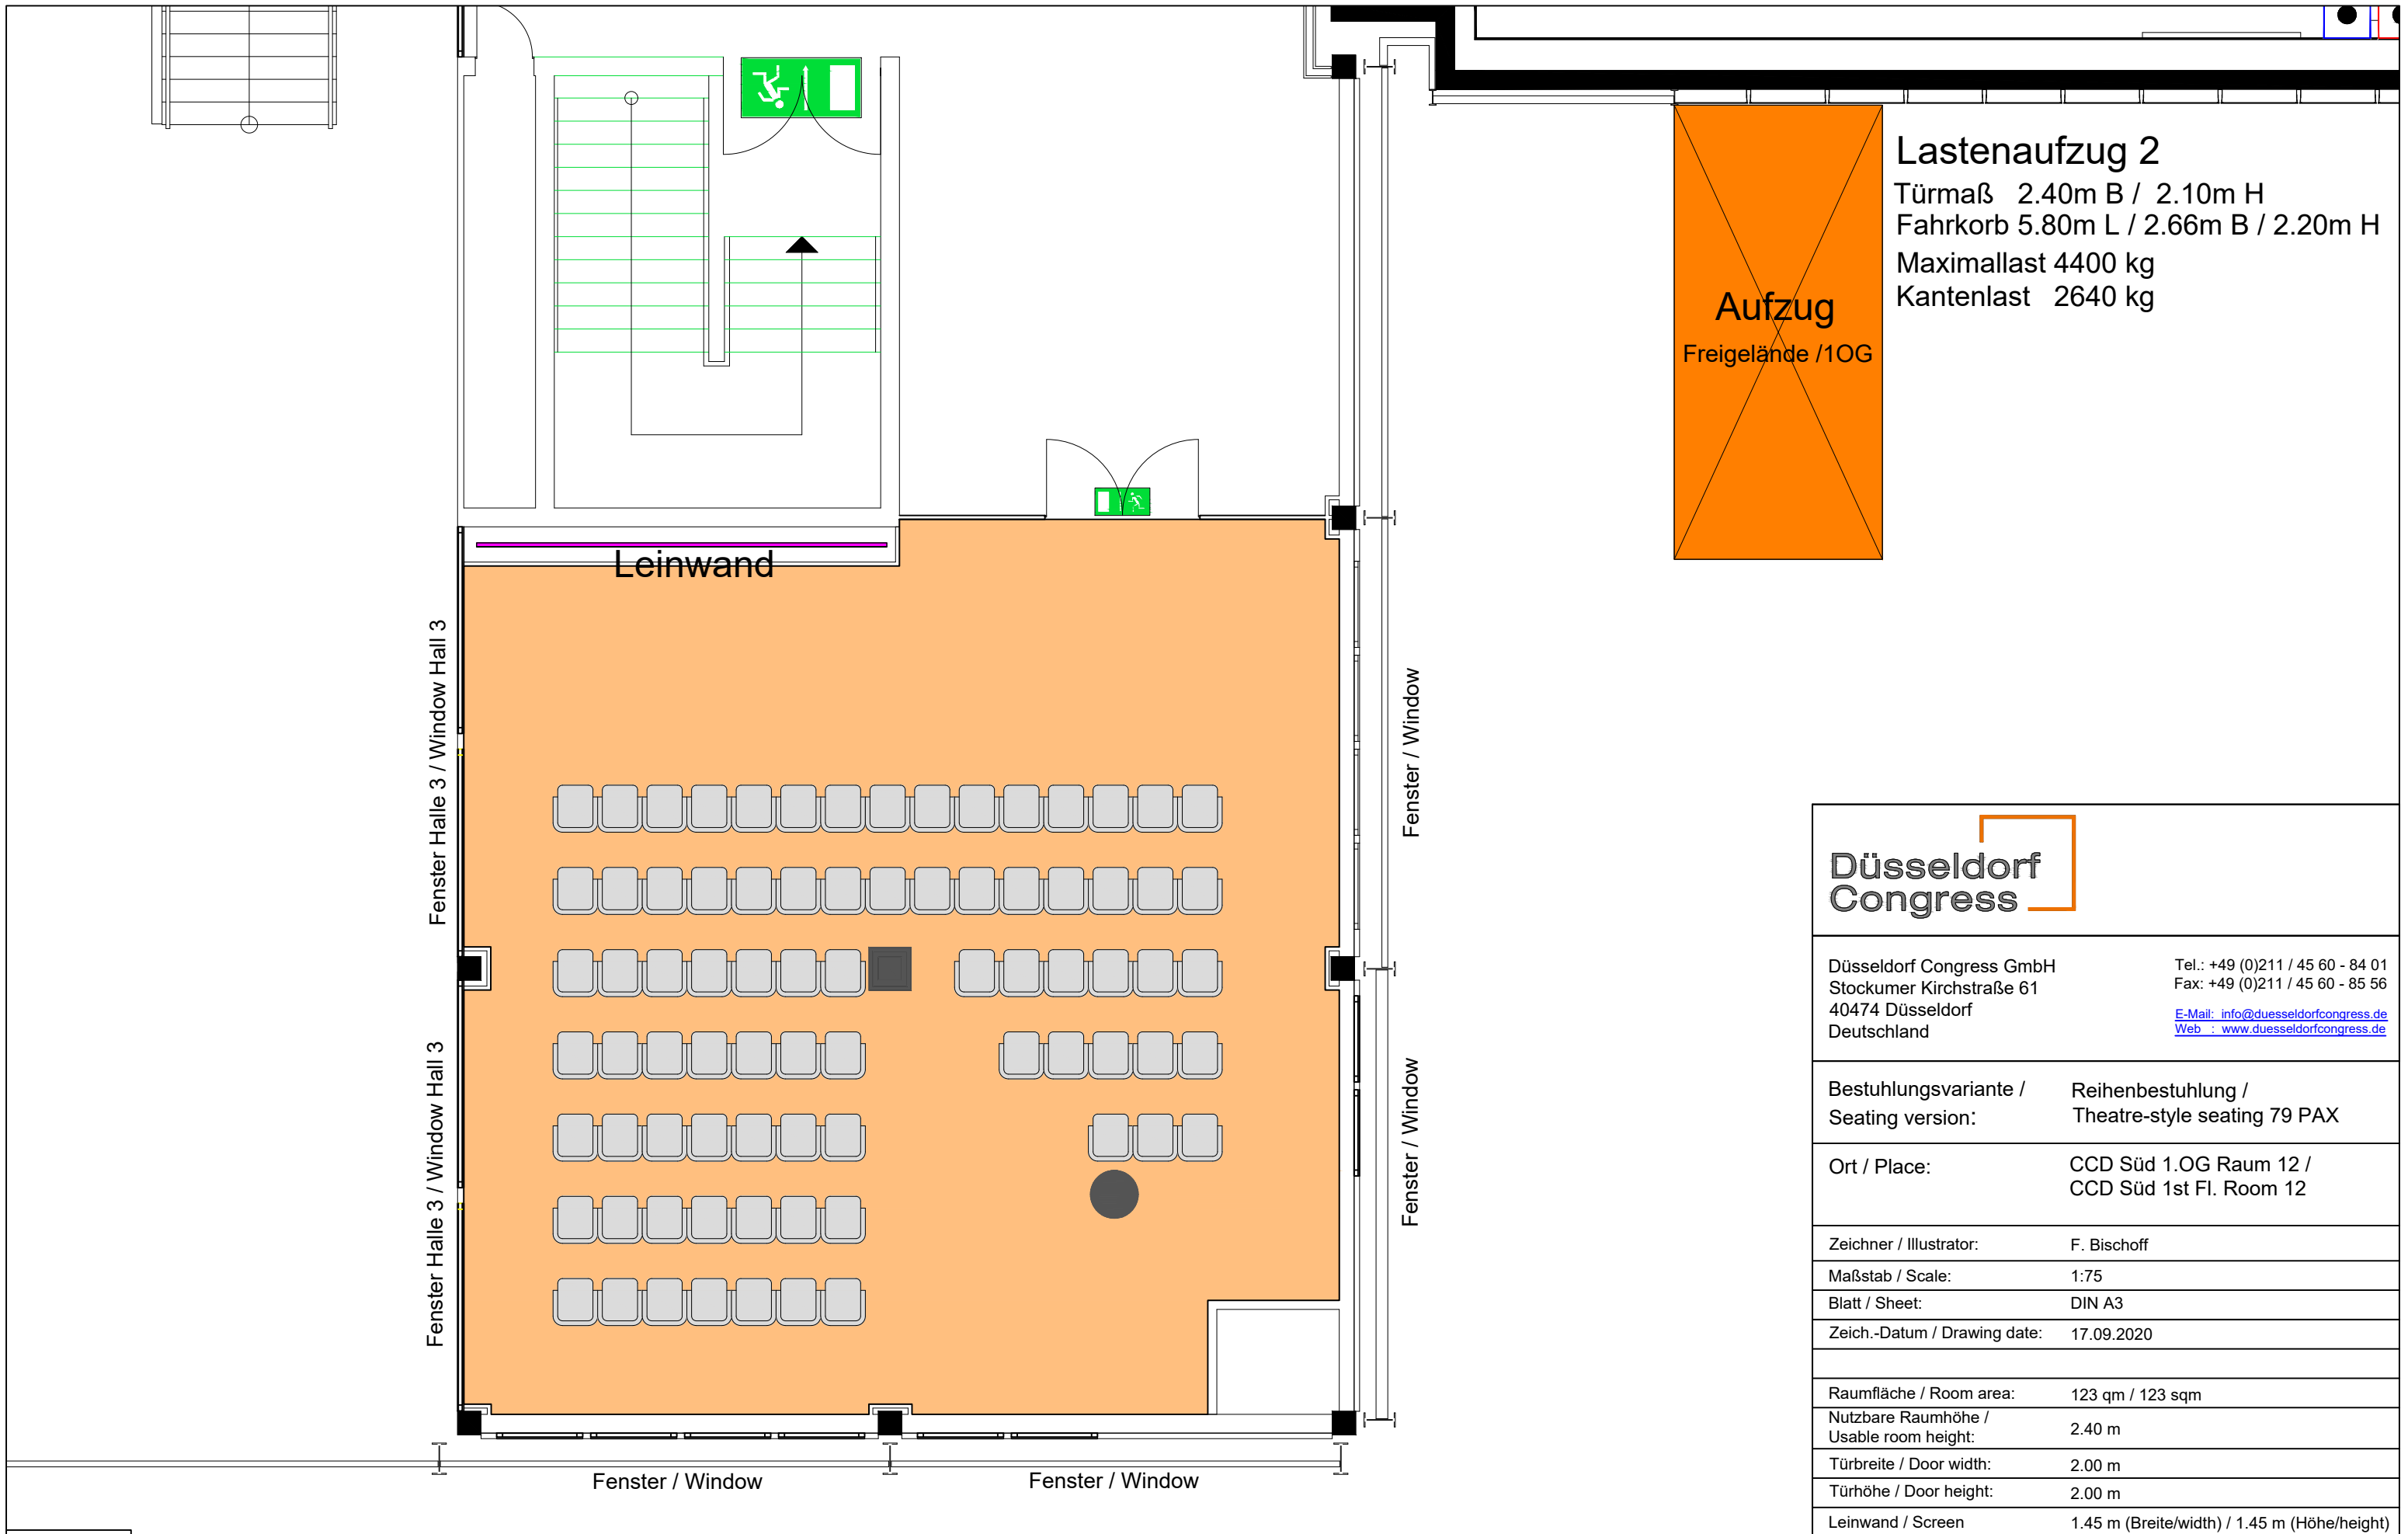 Lastenaufzug 2
Türmaß 2.40m B / 2.10m H
Fahrkorb 5.80m L / 2.66m B / 2.20m H
Maximallast 4400 kg
Kantenlast 2640 kg
Aufzug
Freigelände /1OG
Leinwand
Fenster Halle 3 / Window Hall 3
Fenster / Window
Fenster Halle 3 / Window Hall 3
Fenster / Window
Fenster / Window
Fenster / Window
Düsseldorf
Congress
Düsseldorf Congress GmbH
Stockumer Kirchstraße 61
40474 Düsseldorf
Deutschland
Tel.: +49 (0)211 / 45 60 - 84 01
Fax: +49 (0)211 / 45 60 - 85 56
E-Mail: info@duesseldorfcongress.de
Web : www.duesseldorfcongress.de
Bestuhlungsvariante / Reihenbestuhlung /
Seating version: Theatre-style seating 79 PAX
Ort / Place: CCD Süd 1.OG Raum 12 /
CCD Süd 1st Fl. Room 12
Zeichner / Illustrator: F. Bischoff
Maßstab / Scale: 1:75
Blatt / Sheet: DIN A3
Zeich.-Datum / Drawing date: 17.09.2020
Raumfläche / Room area: 123 qm / 123 sqm
Nutzbare Raumhöhe /
Usable room height: 2.40 m
Türbreite / Door width: 2.00 m
Türhöhe / Door height: 2.00 m
Leinwand / Screen 1.45 m (Breite/width) / 1.45 m (Höhe/height)